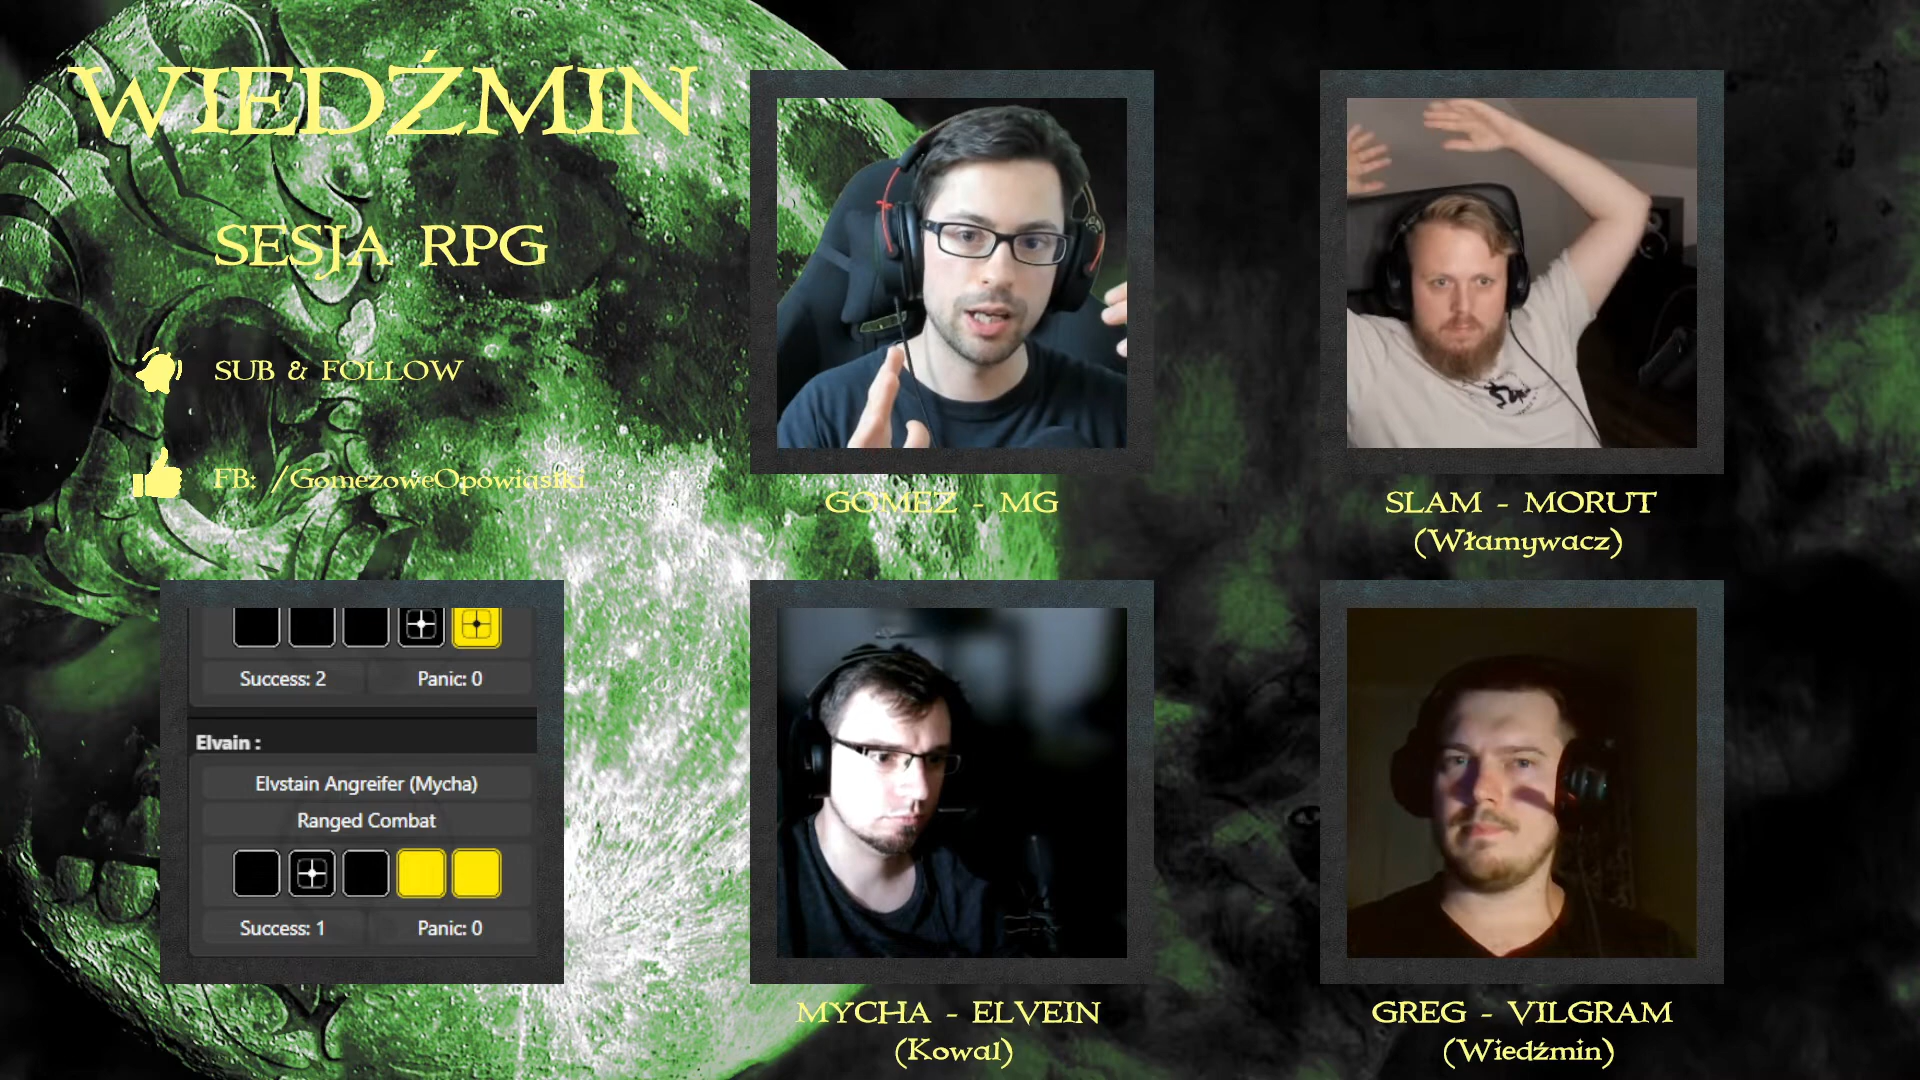 WIEDŹMIN
SESJA RPG
SUB & FOLLOW
FB: /GomezoweOpowiastki
GOMEZ - MG
SLAM - MORUT
(Włamywacz)
Success: 2
Panic: 0
Elvain :
Elvstain Angreifer (Mycha)
Ranged Combat
Success: 1
Panic: 0
MYCHA - ELVEIN
(Kowal)
GREG - VILGRAM
(Wiedźmin)